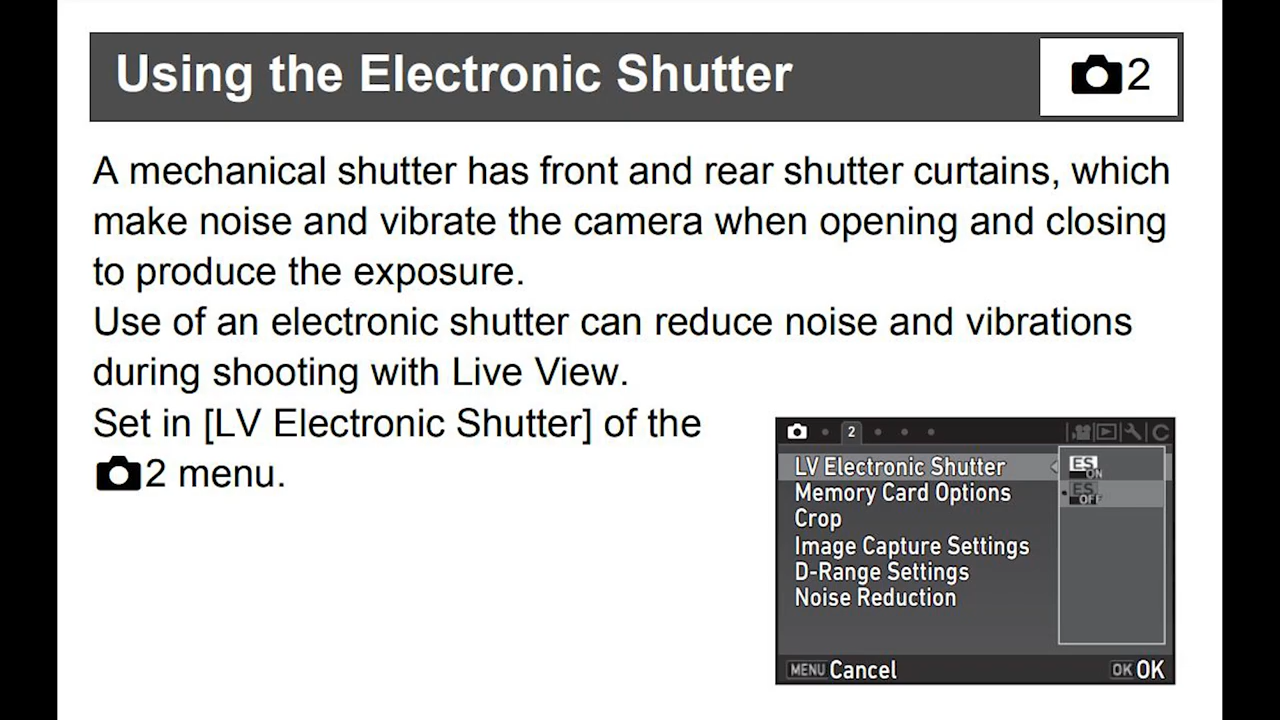 Using the Electronic Shutter
2
A mechanical shutter has front and rear shutter curtains, which
make noise and vibrate the camera when opening and closing
to produce the exposure.
Use of an electronic shutter can reduce noise and vibrations
during shooting with Live View.
Set in [LV Electronic Shutter] of the
2 menu.
2 C
LV Electronic Shutter ES ON
Memory Card Options ES OFF
Crop
Image Capture Settings
D-Range Settings
Noise Reduction
MENU Cancel OK OK